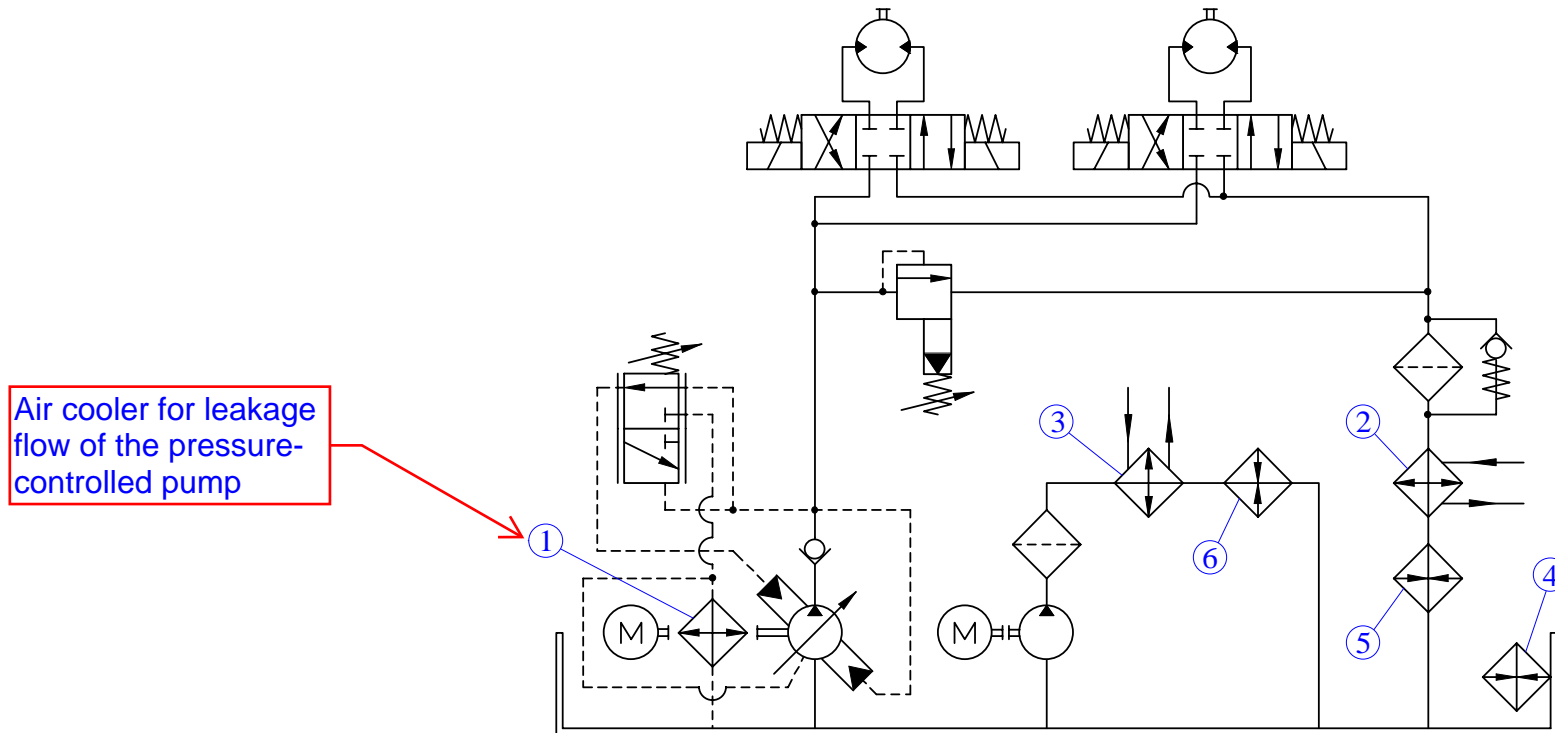 Air cooler for leakage
flow of the pressure-
controlled pump
1
2
3
4
5
6
M
M